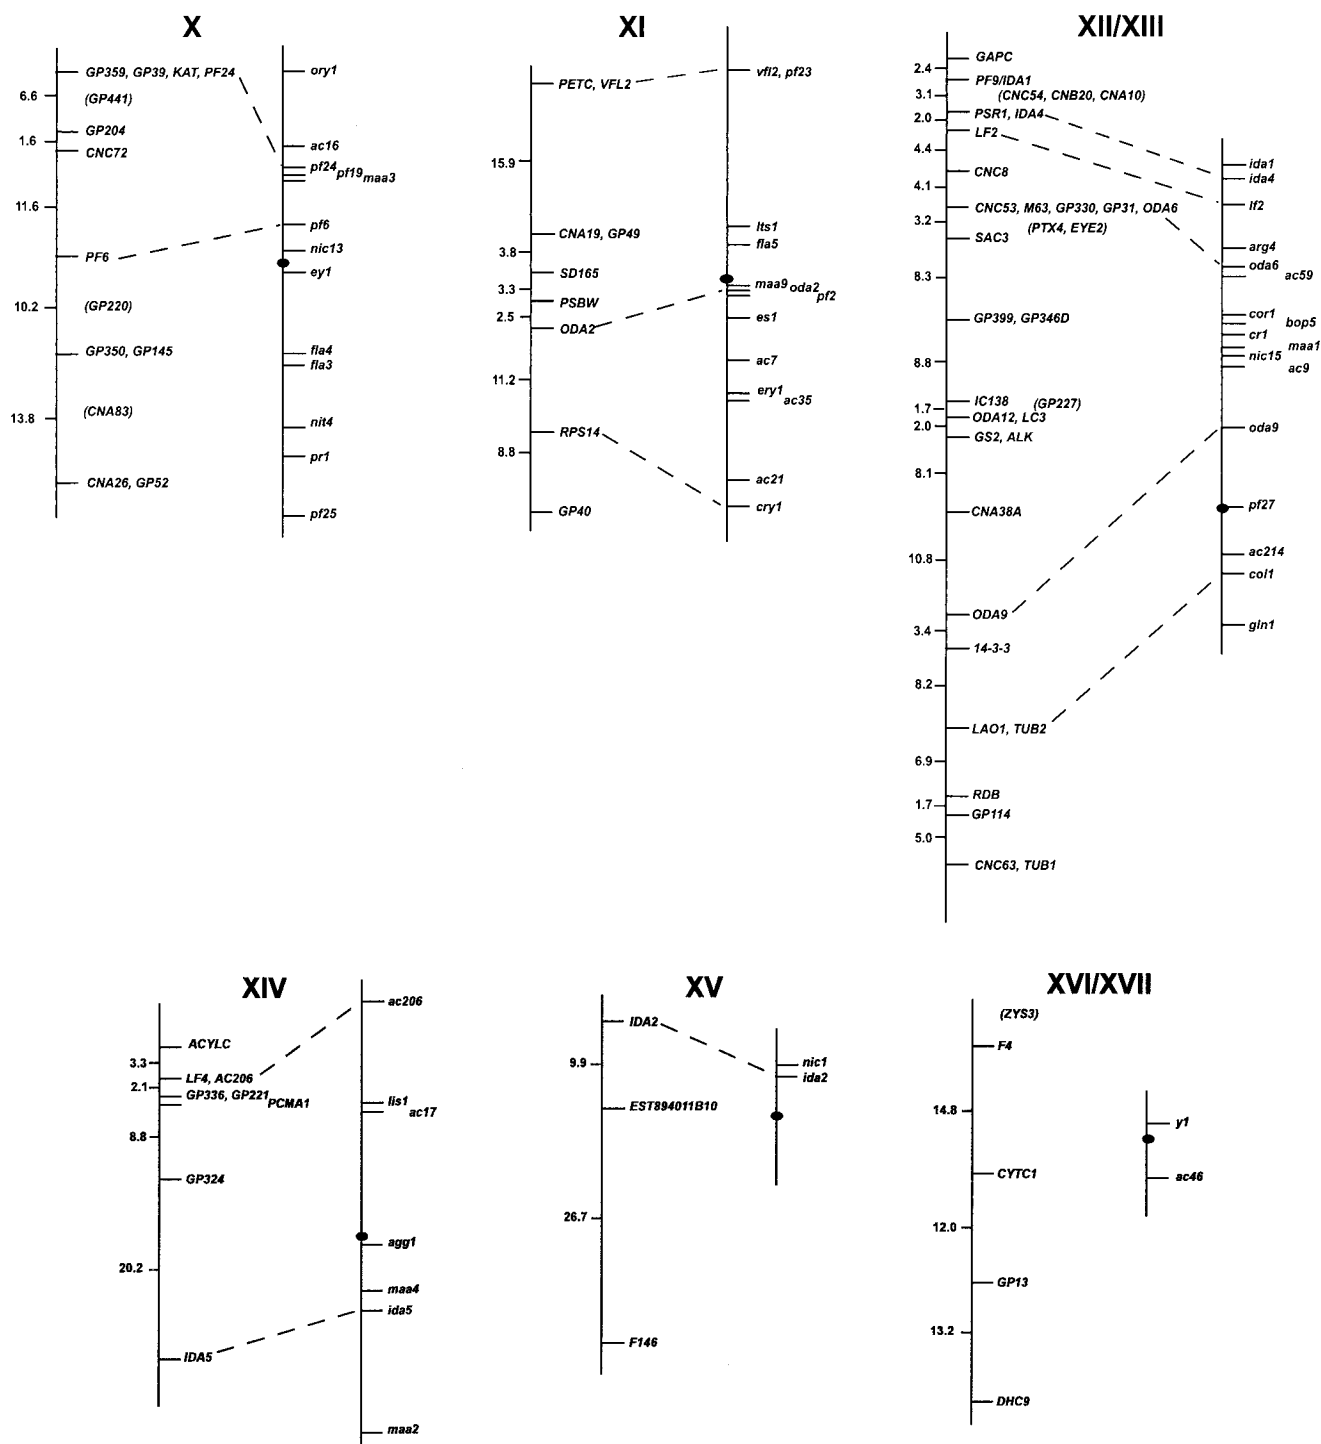 X
GP359, GP39, KAT, PF24
6.6
(GP441)
GP204
1.6
CNC72
11.6
PF6
10.2
(GP220)
GP350, GP145
13.8
(CNA83)
CNA26, GP52
ory1
ac16
pf24 pf19 maa3
pf6
nic13
ey1
fla4
fla3
nit4
pr1
pf25
XI
PETC, VFL2
15.9
CNA19, GP49
3.8
SD165
3.3
PSBW
2.5
ODA2
11.2
RPS14
8.8
GP40
vfl2, pf23
lts1
fla5
maa9 oda2 pf2
es1
ac7
ery1
ac35
ac21
cry1
XII/XIII
GAPC
2.4
PF9/IDA1
3.1
(CNC54, CNB20, CNA10)
2.0
PSR1, IDA4
LF2
4.4
CNC8
4.1
CNC53, M63, GP330, GP31, ODA6
3.2
(PTX4, EYE2)
SAC3
8.3
GP399, GP346D
8.8
IC138 (GP227)
1.7
ODA12, LC3
2.0
GS2, ALK
8.1
CNA38A
10.8
ODA9
3.4
14-3-3
8.2
LAO1, TUB2
6.9
RDB
1.7
GP114
5.0
CNC63, TUB1
ida1
ida4
lf2
arg4
oda6
ac59
cor1
bop5
cr1
maa1
nic15
ac9
oda9
pf27
ac214
col1
gln1
XIV
ACYLC
3.3
LF4, AC206
2.1
GP336, GP221 PCMA1
8.8
GP324
20.2
IDA5
ac206
lis1
ac17
agg1
maa4
ida5
maa2
XV
IDA2
9.9
EST894011B10
26.7
F146
nic1
ida2
XVI/XVII
(ZYS3)
F4
14.8
CYTC1
12.0
GP13
13.2
DHC9
y1
ac46